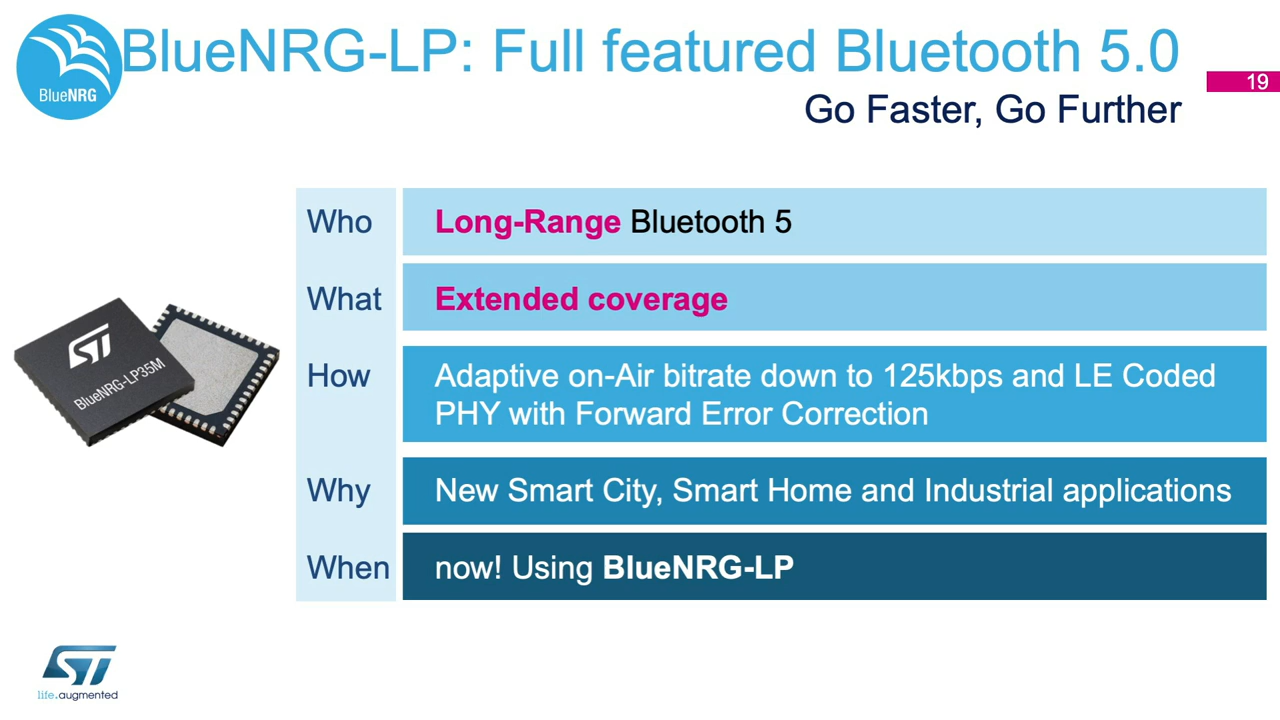 BlueNRG-LP: Full featured Bluetooth 5.0
BlueNRG
19
Go Faster, Go Further
Who
Long-Range Bluetooth 5
What
Extended coverage
How
Adaptive on-Air bitrate down to 125kbps and LE Coded
PHY with Forward Error Correction
Why
New Smart City, Smart Home and Industrial applications
When
now! Using BlueNRG-LP
ST
BlueNRG-LP35M
ST
life.augmented